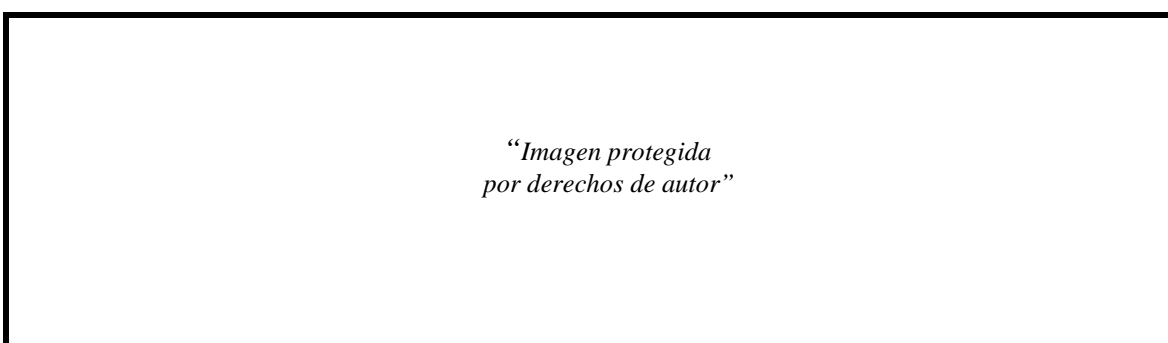 “Imagen protegida
por derechos de autor”